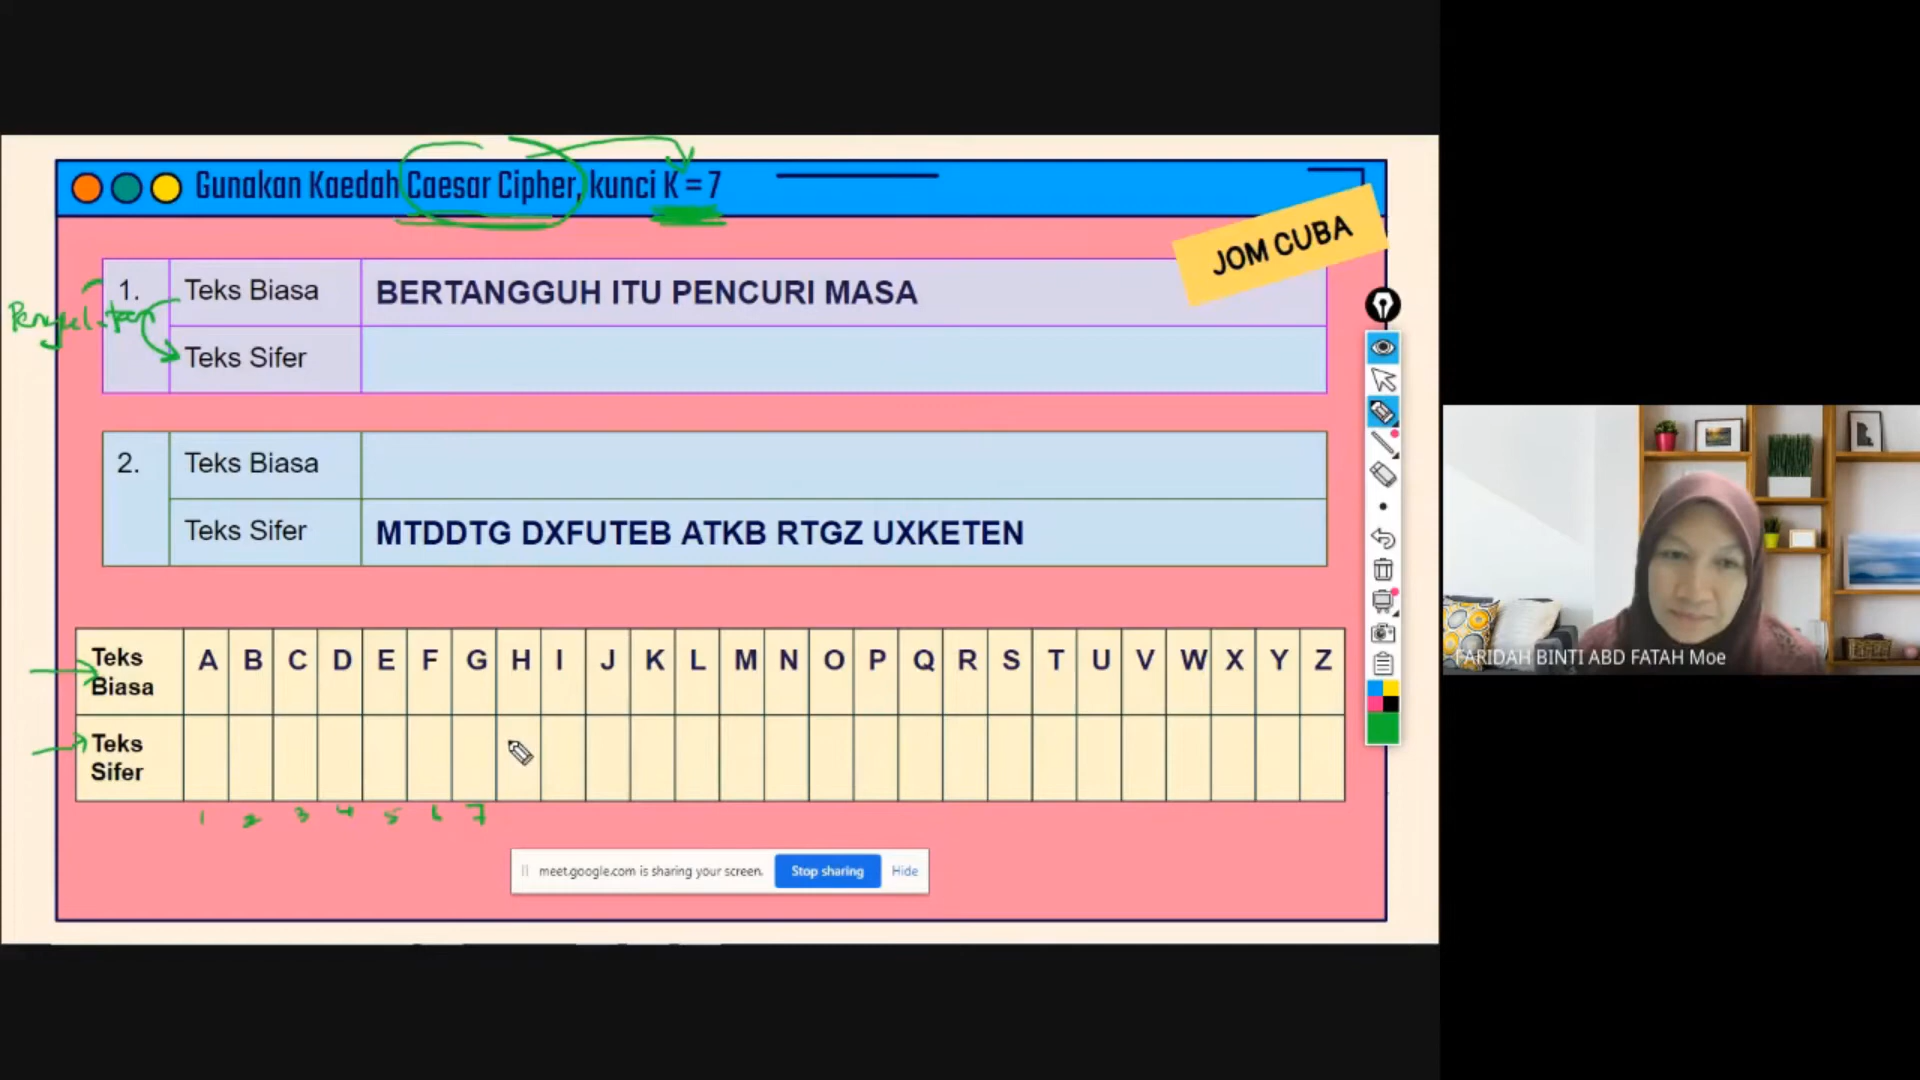 Gunakan Kaedah Caesar Cipher, kunci K = 7
JOM CUBA
1. Teks Biasa BERTANGGUH ITU PENCURI MASA
Teks Sifer
2. Teks Biasa
Teks Sifer MTDDTG DXFUTEB ATKB RTGZ UXKETEN
Teks Biasa A B C D E F G H I J K L M N O P Q R S T U V W X Y Z
Teks Sifer
1 2 3 4 5 6 7
meet.google.com is sharing your screen. Stop sharing Hide
FARIDAH BINTI ABD FATAH Moe